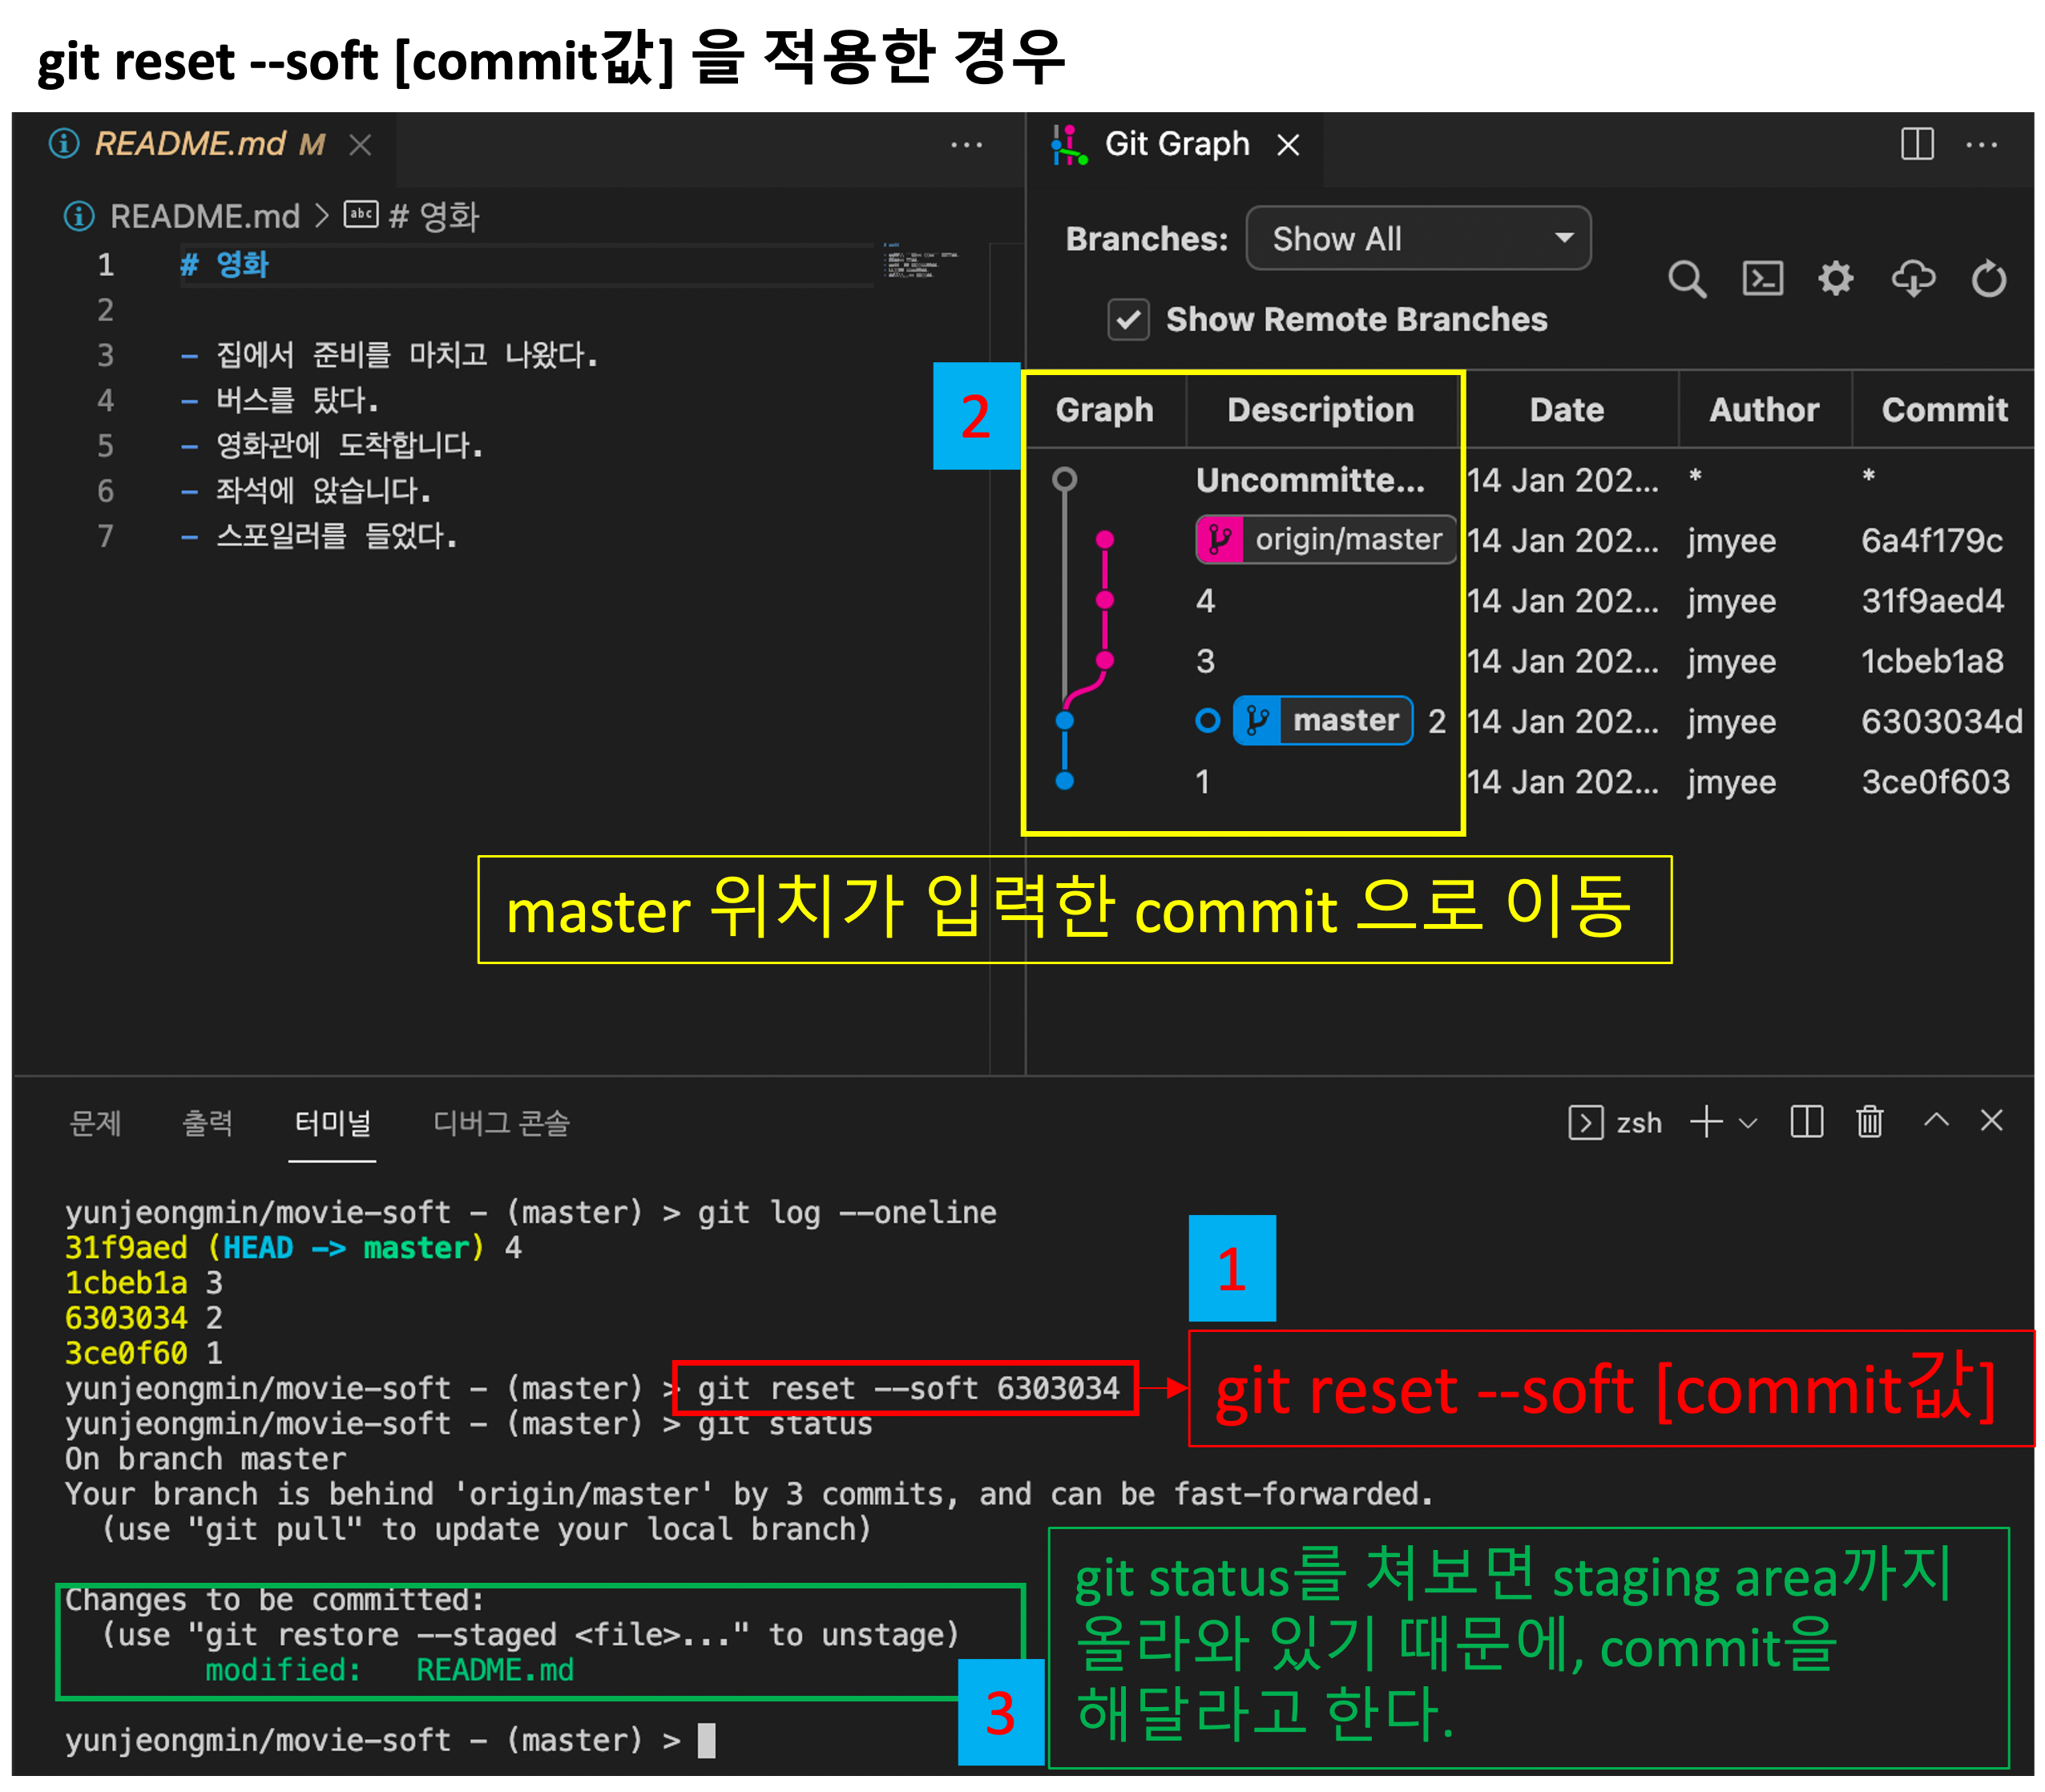 git reset --soft [commit값] 을 적용한 경우
README.md M
README.md > abc # 영화
1 # 영화
2
3 - 집에서 준비를 마치고 나왔다.
4 - 버스를 탔다.
5 - 영화관에 도착합니다.
6 - 좌석에 앉습니다.
7 - 스포일러를 들었다.
Git Graph
Branches: Show All
Show Remote Branches
2
Graph Description Date Author Commit
Uncommitte... 14 Jan 202... * *
origin/master 14 Jan 202... jmyee 6a4f179c
4 14 Jan 202... jmyee 31f9aed4
3 14 Jan 202... jmyee 1cbeb1a8
master 2 14 Jan 202... jmyee 6303034d
1 14 Jan 202... jmyee 3ce0f603
master 위치가 입력한 commit 으로 이동
문제 출력 터미널 디버그 콘솔 zsh
yunjeongmin/movie-soft - (master) > git log --oneline
31f9aed (HEAD -> master) 4
1cbeb1a 3
6303034 2
3ce0f60 1
yunjeongmin/movie-soft - (master) > git reset --soft 6303034
1
git reset --soft [commit값]
yunjeongmin/movie-soft - (master) > git status
On branch master
Your branch is behind 'origin/master' by 3 commits, and can be fast-forwarded.
(use "git pull" to update your local branch)
Changes to be committed:
(use "git restore --staged <file>..." to unstage)
modified: README.md
3
git status를 쳐보면 staging area까지
올라와 있기 때문에, commit을
해달라고 한다.
yunjeongmin/movie-soft - (master) >